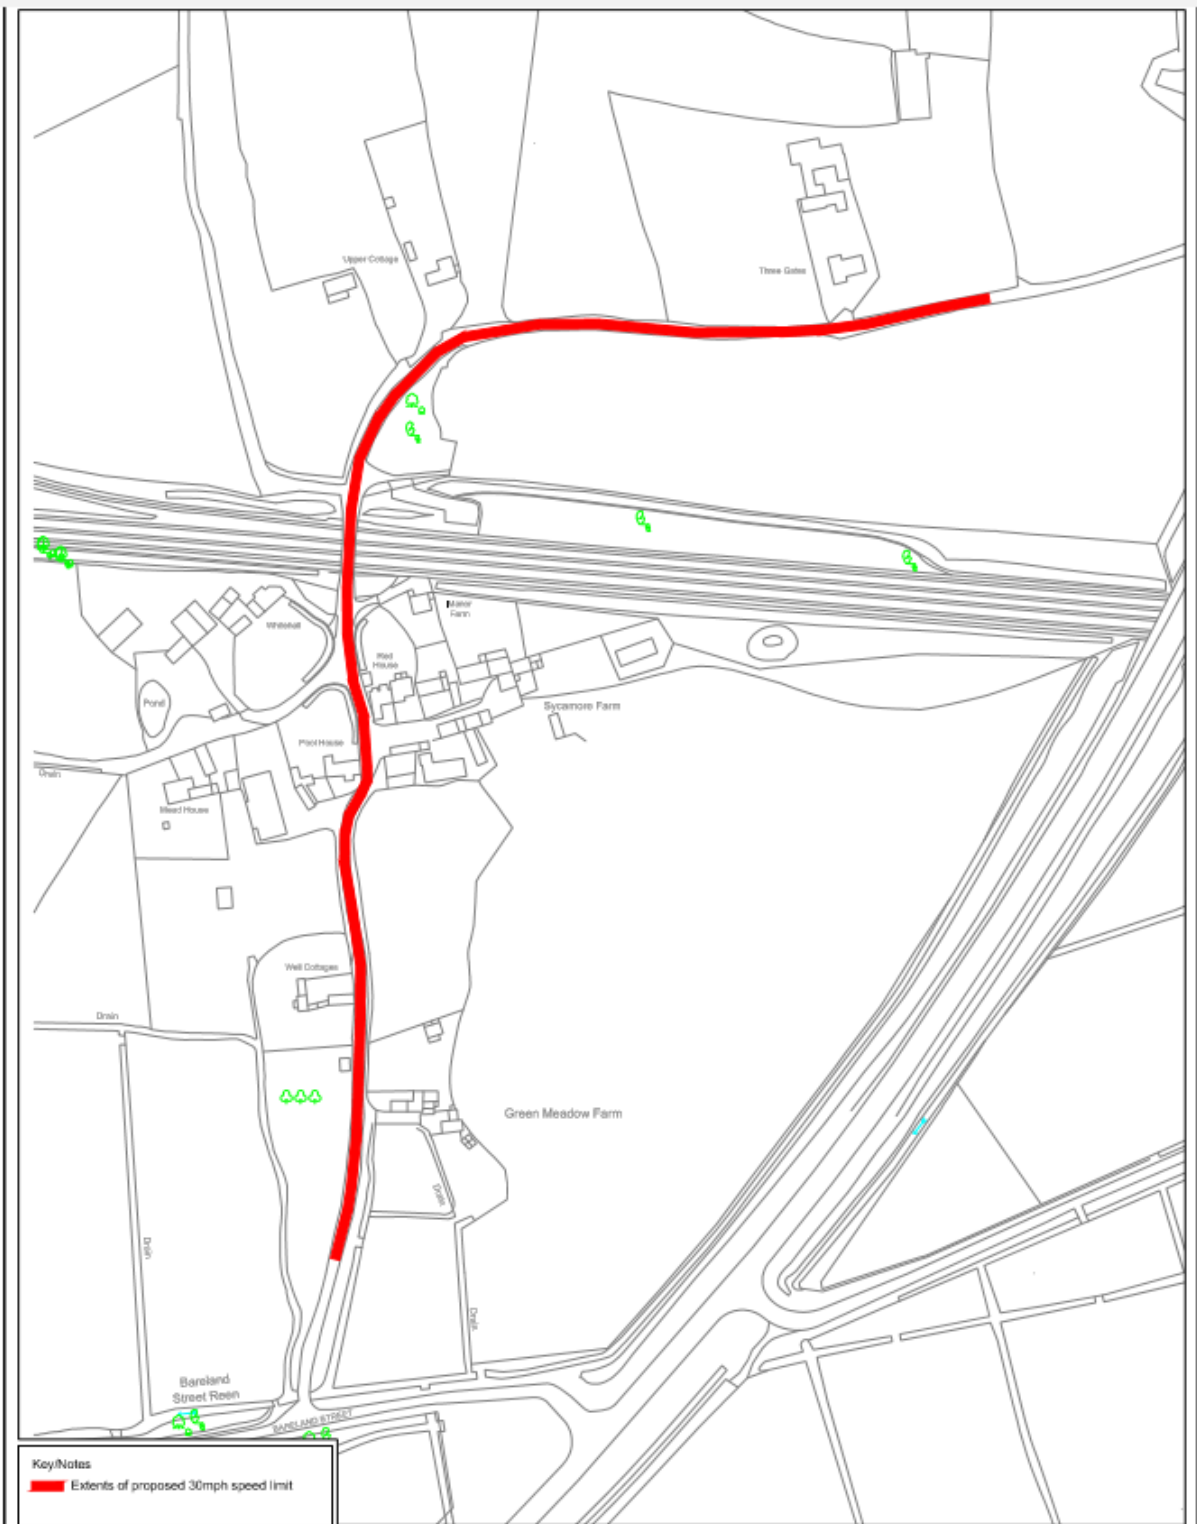 Upper Cottage
Three Gates
Manor
Farm
Whitehall
Red
House
Pond
Sycamore Farm
Pool House
Drain
Mead House
Well Cottages
Drain
Green Meadow Farm
Drain
Drain
Drain
Bareland
Street Reen
BARELAND STREET
Key/Notes
Extents of proposed 30mph speed limit